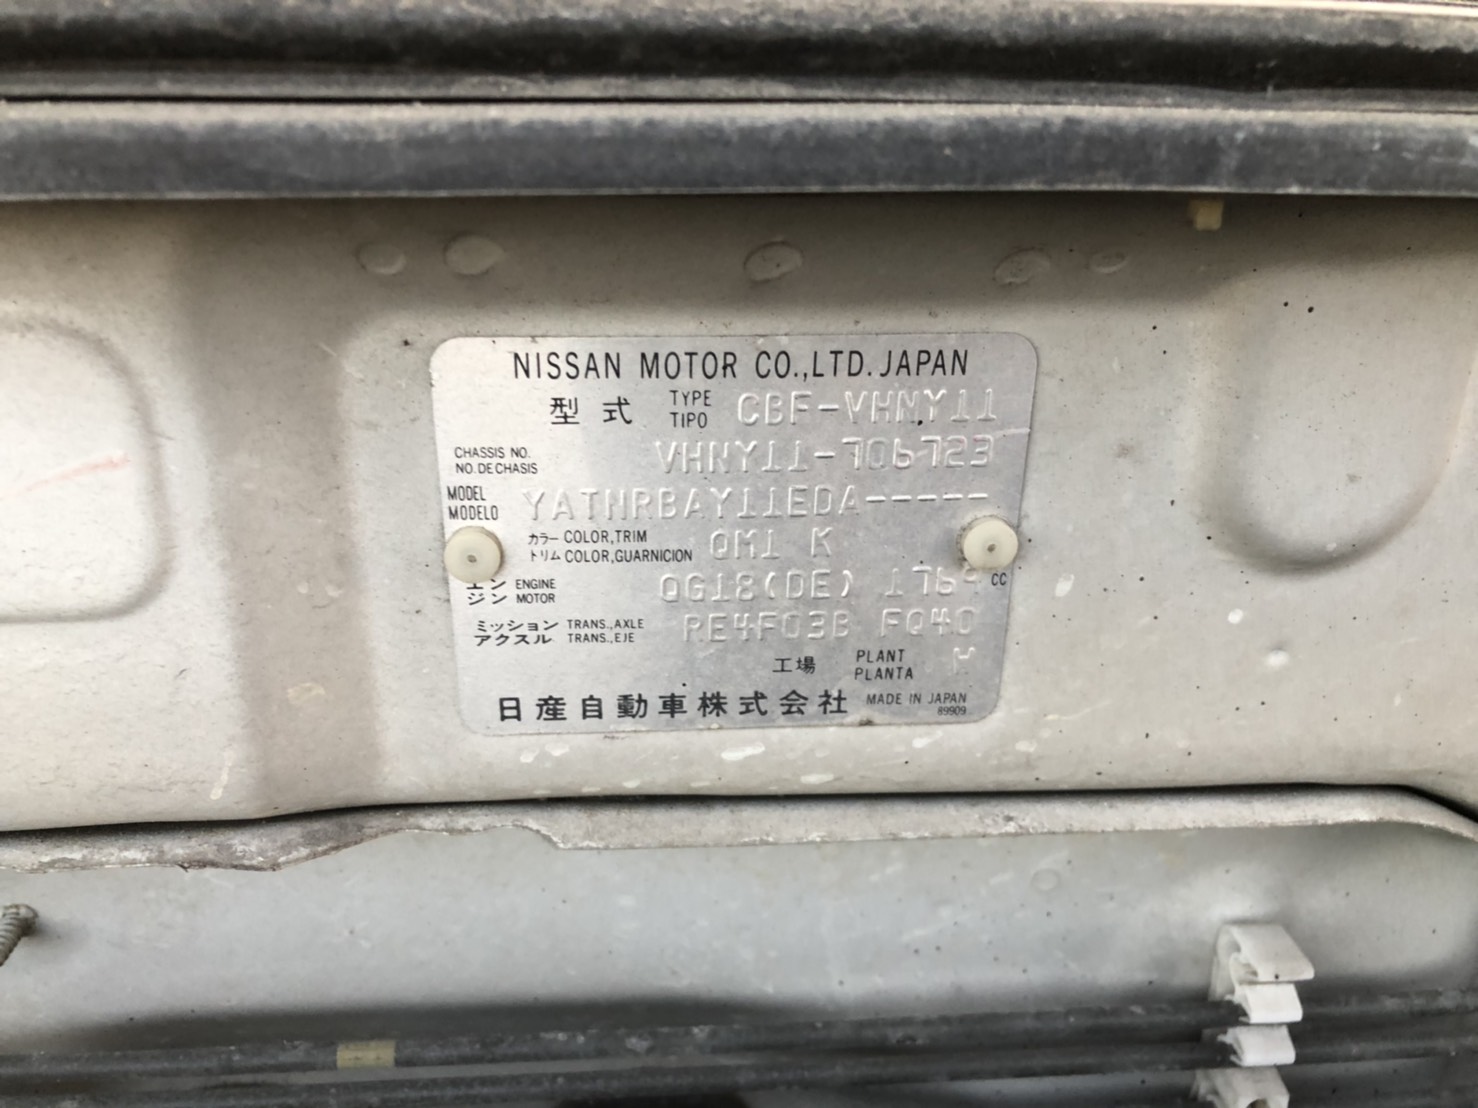 NISSAN MOTOR CO.,LTD. JAPAN
型式 TYPE TIPO CBF-VHNY11
CHASSIS NO. NO.DE CHASIS VHNY11-706723
MODEL MODELO YATNRBAY11EDA-----
カラー COLOR,TRIM トリム COLOR,GUARNICION QM1 K
エンジン ENGINE MOTOR QG18(DE) 1769 CC
ミッション TRANS.,AXLE アクスル TRANS.,EJE RE4F03B FQ40
工場 PLANT PLANTA M
日産自動車株式会社 MADE IN JAPAN
89909